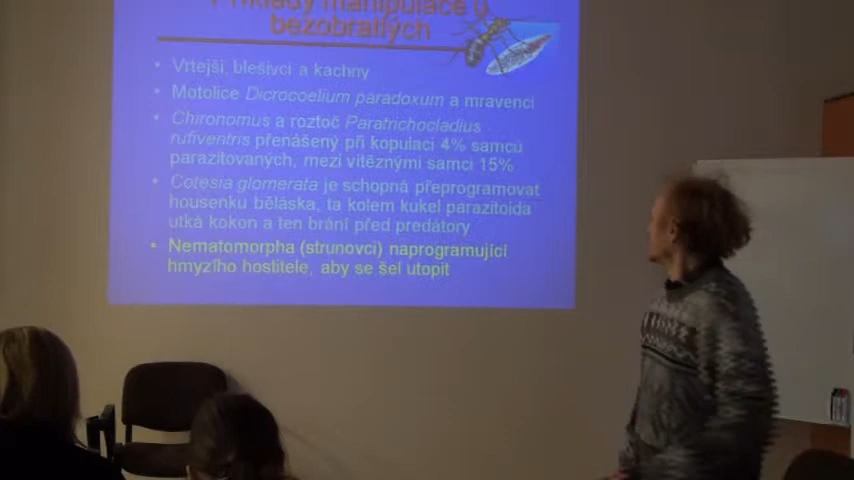 Příklady manipulace u
bezobratlých
• Vrtejši, blešivci a kachny
• Motolice Dicrocoelium paradoxum a mravenci
• Chironomus a roztoč Paratrichocladius
rufiventris přenášený při kopulaci 4% samců
parazitovaných, mezi vítěznými samci 15%
• Cotesia glomerata je schopná přeprogramovat
housenku běláska, ta kolem kukel parazitoida
utká kokon a ten brání před predátory
• Nematomorpha (strunovci) naprogramující
hmyzího hostitele, aby se šel utopit